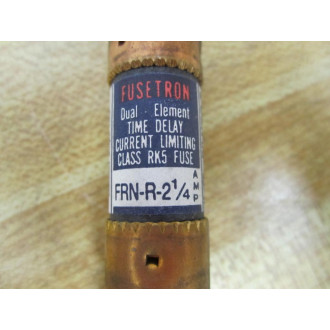 FUSETRON
Dual - Element
TIME DELAY
CURRENT LIMITING
CLASS RK5 FUSE
FRN-R-2¼ AMP